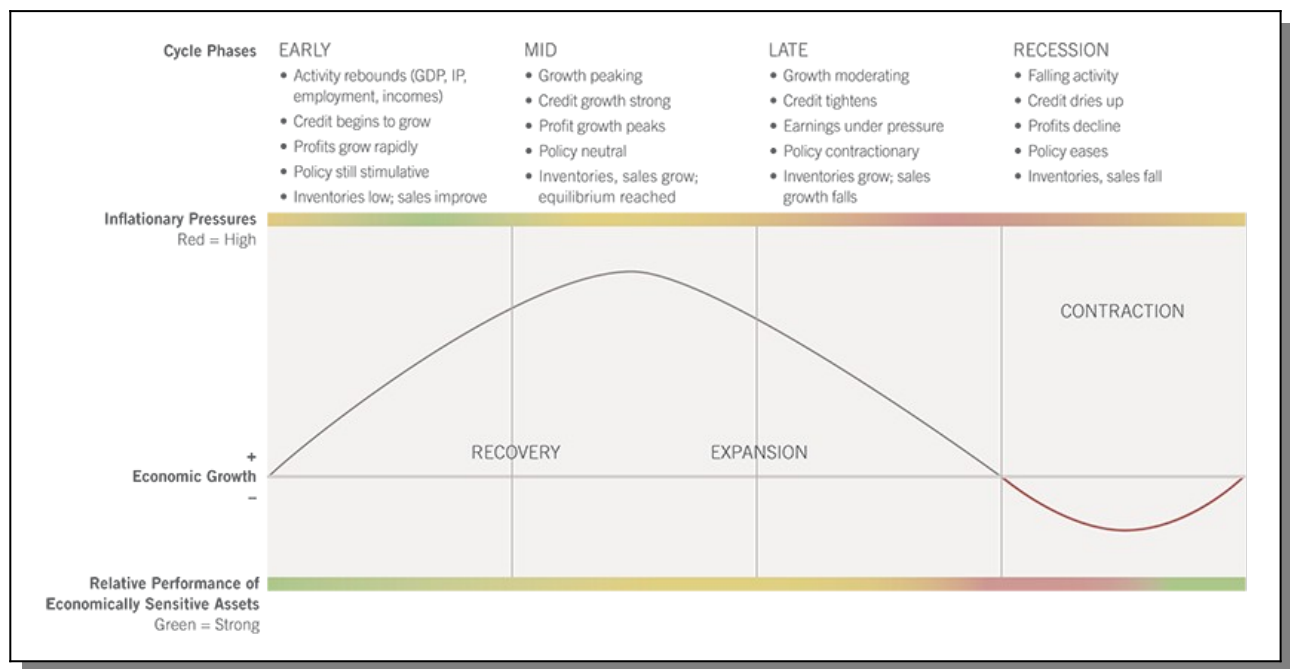 Cycle Phases
EARLY
• Activity rebounds (GDP, IP,
employment, incomes)
• Credit begins to grow
• Profits grow rapidly
• Policy still stimulative
• Inventories low; sales improve
MID
• Growth peaking
• Credit growth strong
• Profit growth peaks
• Policy neutral
• Inventories, sales grow;
equilibrium reached
LATE
• Growth moderating
• Credit tightens
• Earnings under pressure
• Policy contractionary
• Inventories grow; sales
growth falls
RECESSION
• Falling activity
• Credit dries up
• Profits decline
• Policy eases
• Inventories, sales fall
Inflationary Pressures
Red = High
CONTRACTION
RECOVERY
EXPANSION
+
Economic Growth
–
Relative Performance of
Economically Sensitive Assets
Green = Strong